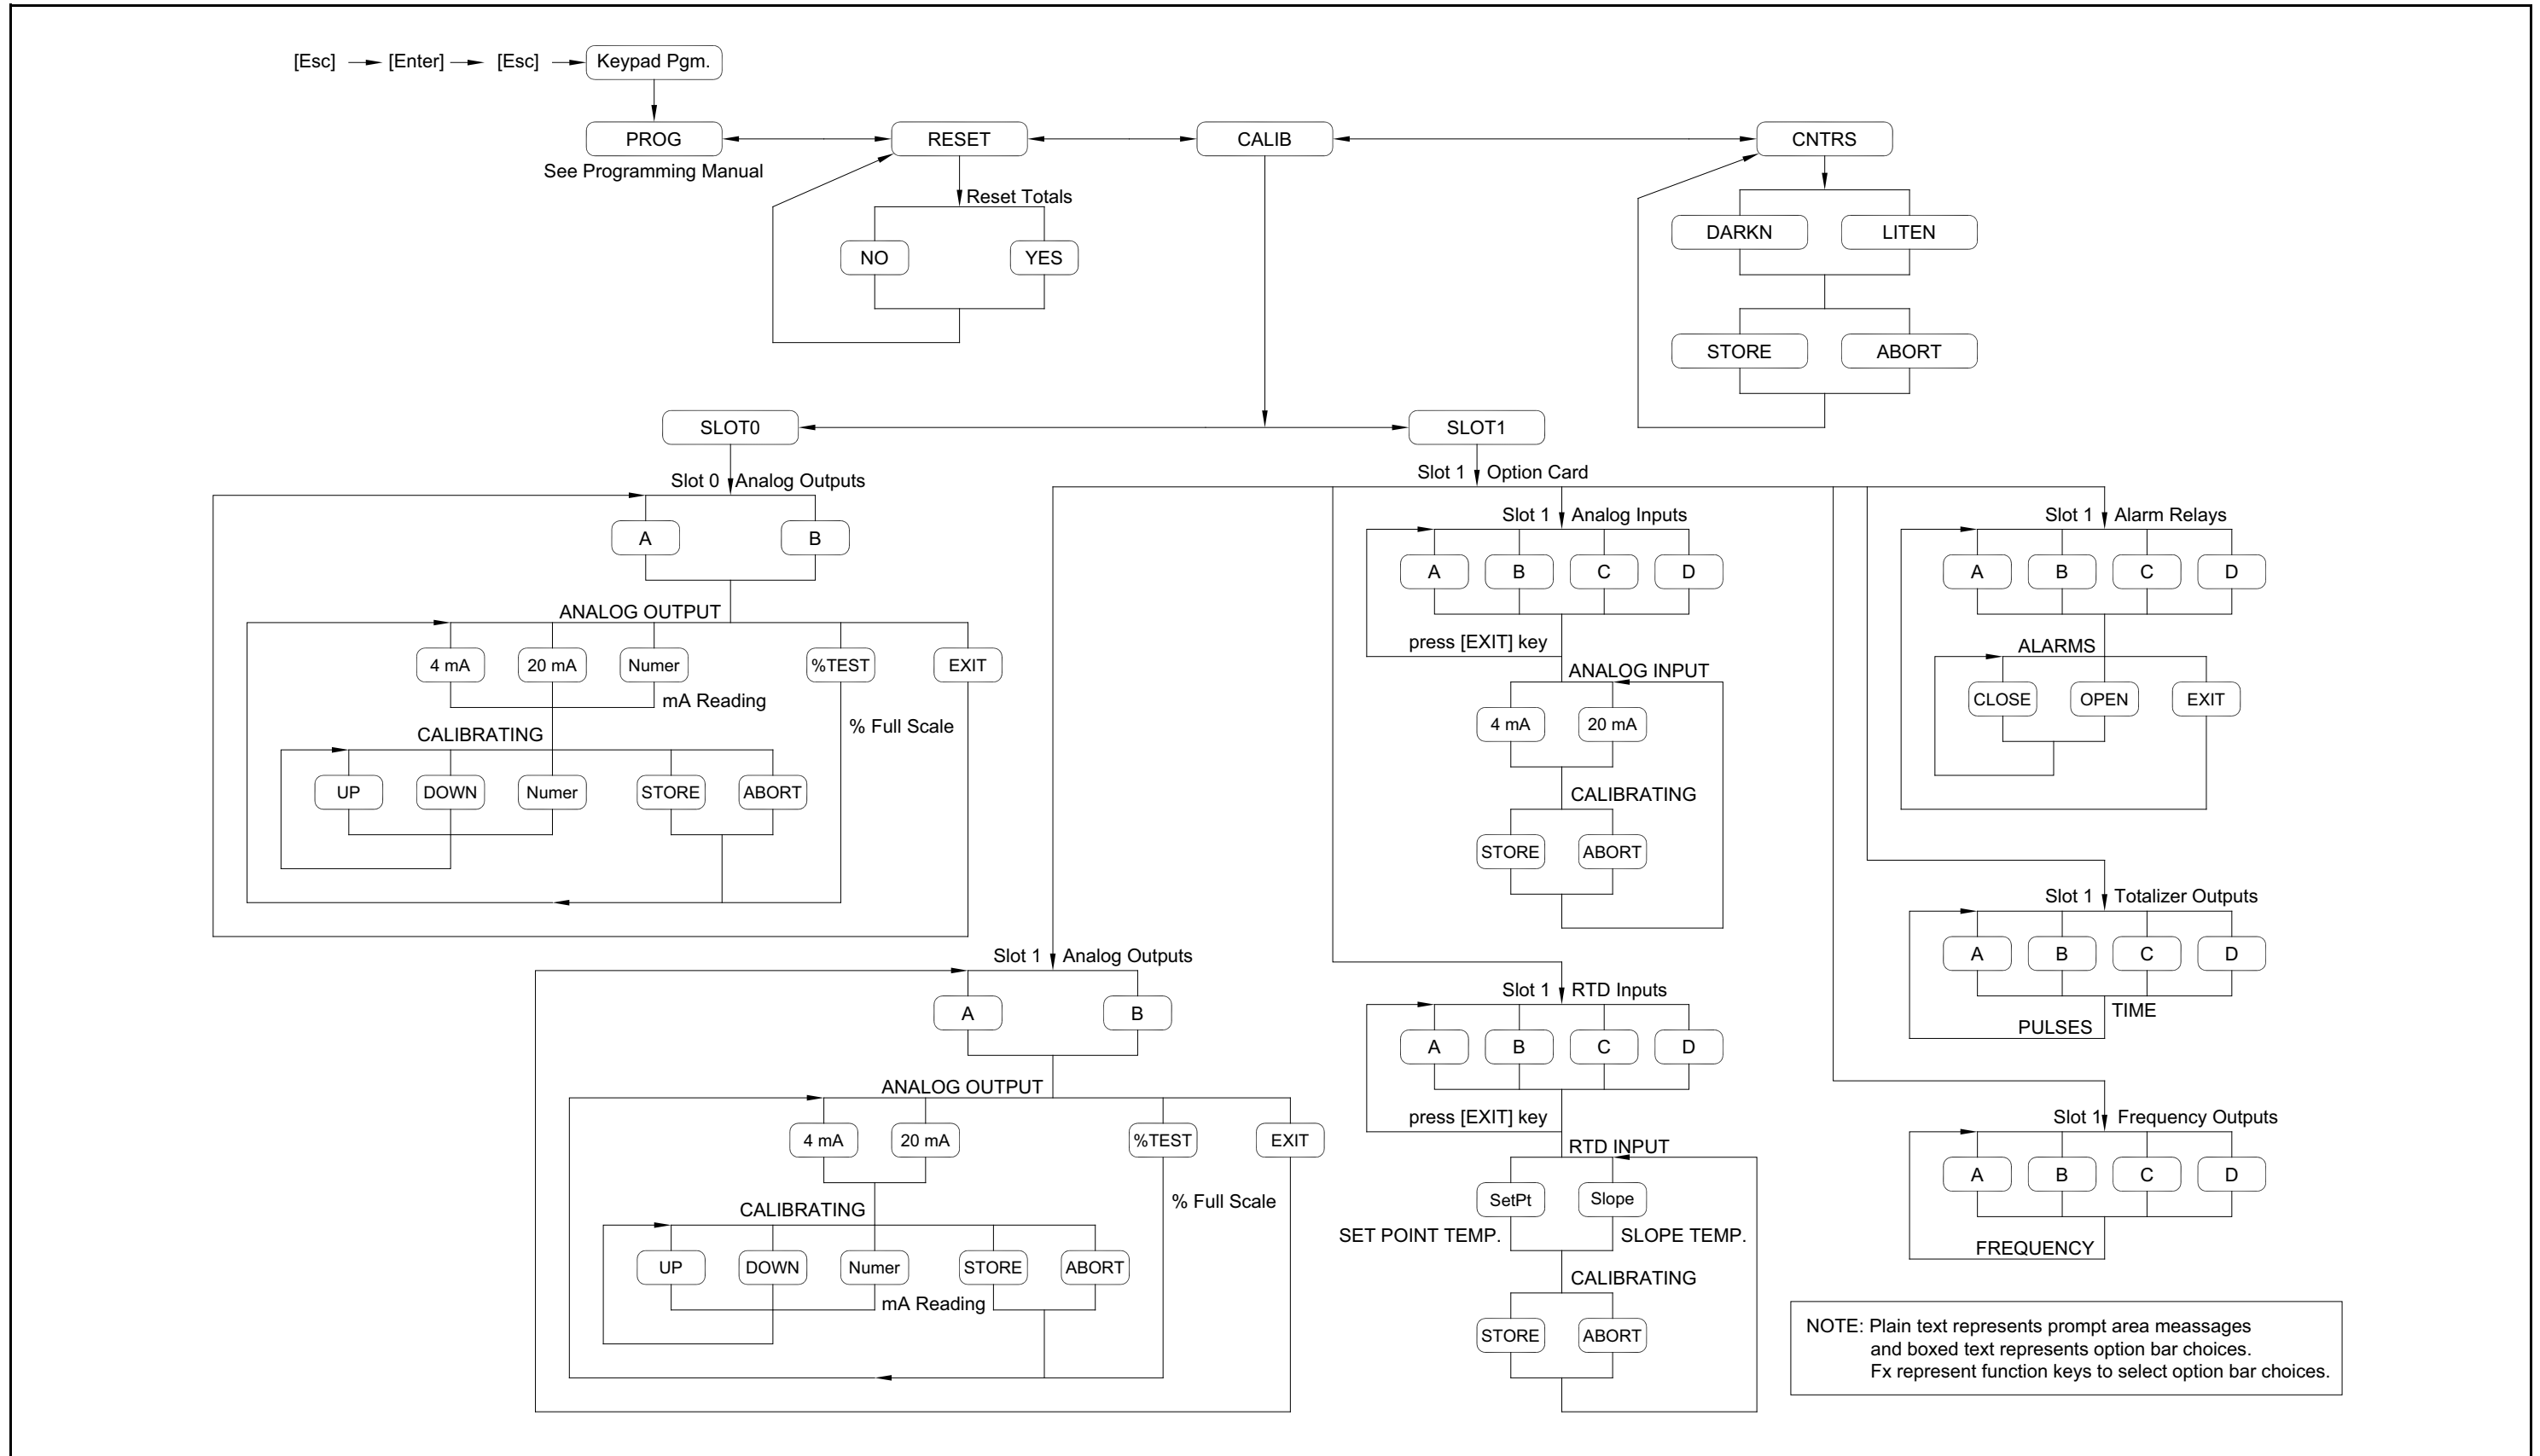 [Esc] [Enter] [Esc] Keypad Pgm.
PROG RESET CALIB CNTRS
See Programming Manual
Reset Totals
NO YES
DARKN LITEN
STORE ABORT
SLOT0 SLOT1
Slot 0 Analog Outputs
A B
ANALOG OUTPUT
4 mA 20 mA Numer %TEST EXIT
mA Reading
% Full Scale
CALIBRATING
UP DOWN Numer STORE ABORT
Slot 1 Option Card
Slot 1 Analog Outputs
A B
ANALOG OUTPUT
4 mA 20 mA %TEST EXIT
% Full Scale
CALIBRATING
UP DOWN Numer STORE ABORT
mA Reading
Slot 1 Analog Inputs
A B C D
press [EXIT] key
ANALOG INPUT
4 mA 20 mA
CALIBRATING
STORE ABORT
Slot 1 RTD Inputs
A B C D
press [EXIT] key
RTD INPUT
SetPt Slope
SET POINT TEMP. SLOPE TEMP.
CALIBRATING
STORE ABORT
Slot 1 Alarm Relays
A B C D
ALARMS
CLOSE OPEN EXIT
Slot 1 Totalizer Outputs
A B C D
TIME
PULSES
Slot 1 Frequency Outputs
A B C D
FREQUENCY
NOTE: Plain text represents prompt area meassages
and boxed text represents option bar choices.
Fx represent function keys to select option bar choices.